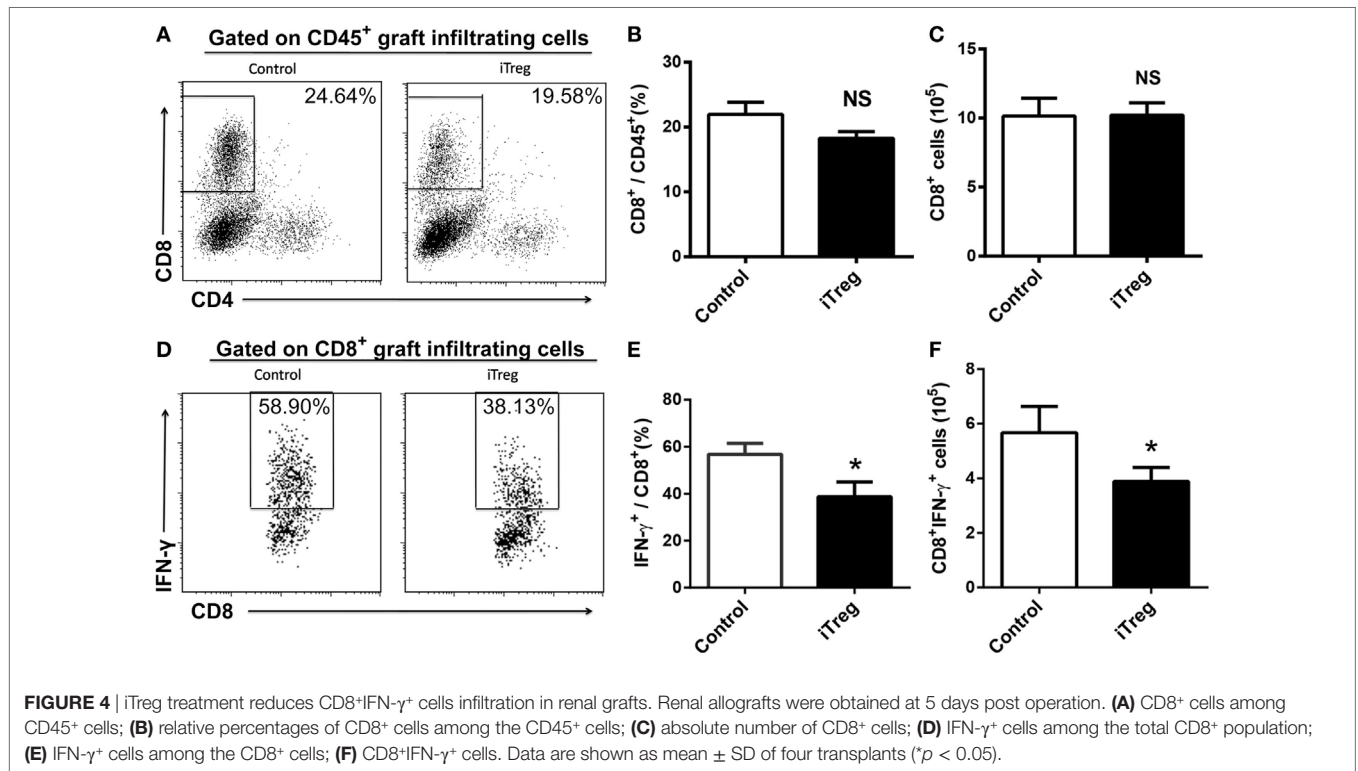 A Gated on CD45⁺ graft infiltrating cells
Control iTreg
24.64% 19.58%
CD8
CD4
B
CD8⁺ / CD45⁺(%)
30
20
10
0
Control iTreg
NS
C
CD8⁺ cells (10⁵)
15
10
5
0
Control iTreg
NS
D Gated on CD8⁺ graft infiltrating cells
Control iTreg
58.90% 38.13%
IFN-γ
CD8
E
IFN-γ⁺ / CD8⁺(%)
80
60
40
20
0
Control iTreg
*
F
CD8⁺IFN-γ⁺ cells (10⁵)
8
6
4
2
0
Control iTreg
*
FIGURE 4 | iTreg treatment reduces CD8⁺IFN-γ⁺ cells infiltration in renal grafts. Renal allografts were obtained at 5 days post operation. (A) CD8⁺ cells among
CD45⁺ cells; (B) relative percentages of CD8⁺ cells among the CD45⁺ cells; (C) absolute number of CD8⁺ cells; (D) IFN-γ⁺ cells among the total CD8⁺ population;
(E) IFN-γ⁺ cells among the CD8⁺ cells; (F) CD8⁺IFN-γ⁺ cells. Data are shown as mean ± SD of four transplants (*p < 0.05).